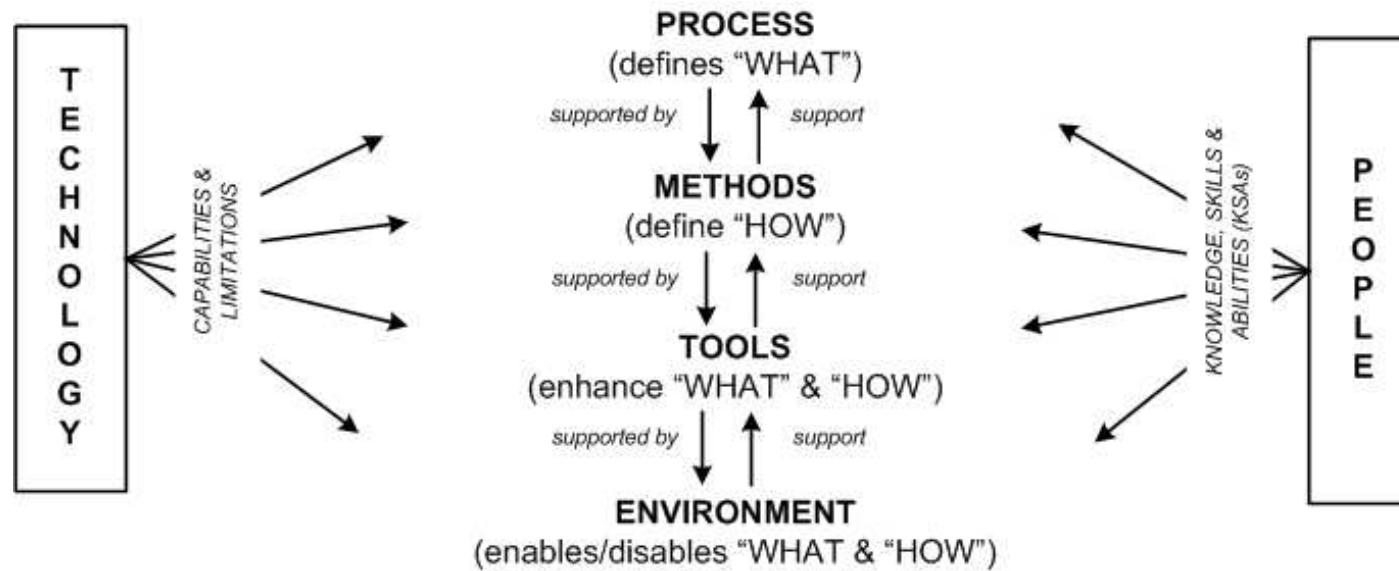 TECHNOLOGY
CAPABILITIES &
LIMITATIONS
PROCESS
(defines “WHAT”)
supported by
support
METHODS
(define “HOW”)
supported by
support
TOOLS
(enhance “WHAT” & “HOW”)
supported by
support
ENVIRONMENT
(enables/disables “WHAT & “HOW”)
KNOWLEDGE, SKILLS &
ABILITIES (KSAs)
PEOPLE